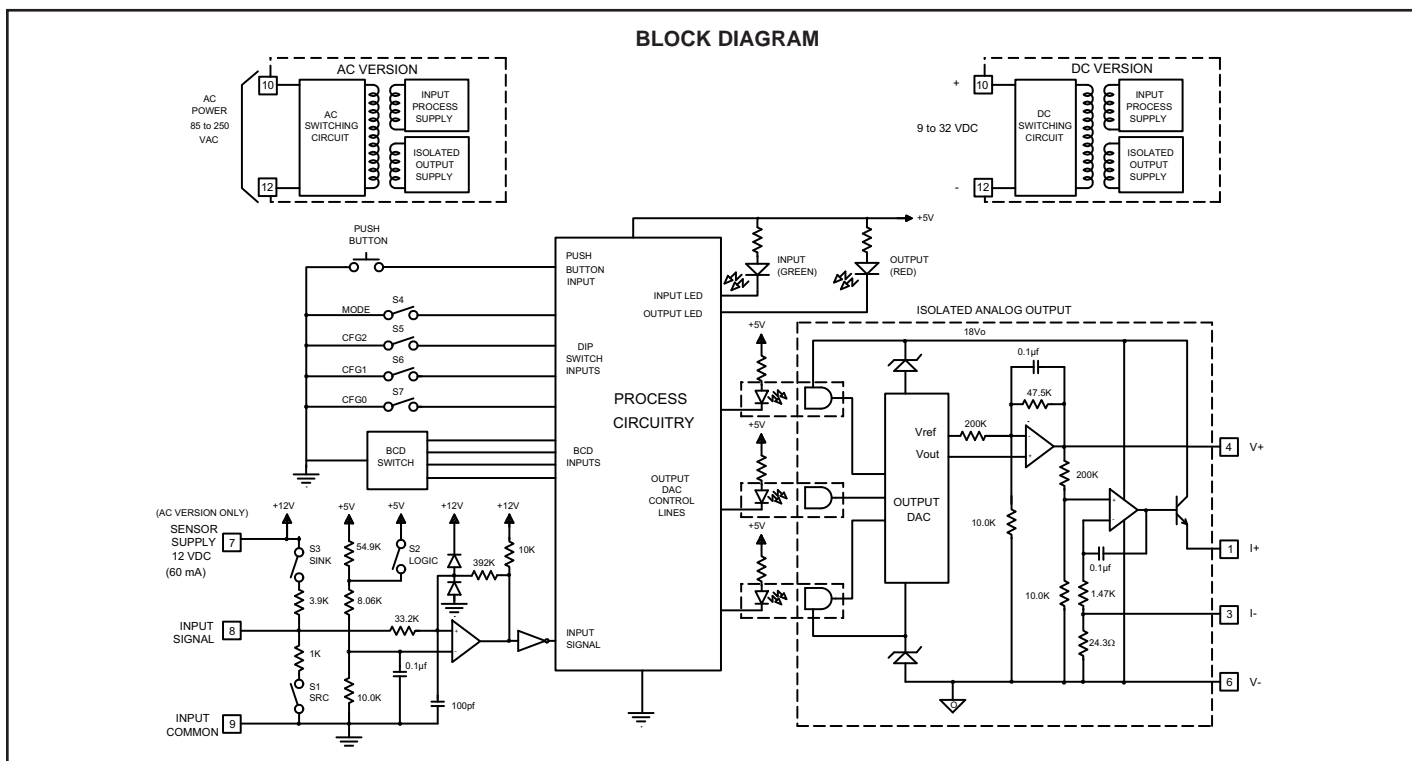 BLOCK DIAGRAM
AC VERSION
AC
POWER
85 to 250
VAC
10
12
AC
SWITCHING
CIRCUIT
INPUT
PROCESS
SUPPLY
ISOLATED
OUTPUT
SUPPLY
DC VERSION
+
10
9 to 32 VDC
-
12
DC
SWITCHING
CIRCUIT
INPUT
PROCESS
SUPPLY
ISOLATED
OUTPUT
SUPPLY
PUSH
BUTTON
MODE
S4
CFG2
S5
CFG1
S6
CFG0
S7
BCD
SWITCH
PUSH
BUTTON
INPUT
DIP
SWITCH
INPUTS
BCD
INPUTS
INPUT
SIGNAL
PROCESS
CIRCUITRY
INPUT LED
OUTPUT LED
OUTPUT
DAC
CONTROL
LINES
+5V
INPUT
(GREEN)
OUTPUT
(RED)
+5V
+5V
+5V
(AC VERSION ONLY)
SENSOR
SUPPLY
12 VDC
(60 mA)
7
INPUT
SIGNAL
8
INPUT
COMMON
9
+12V
+5V
+5V
+12V
+12V
S3
SINK
54.9K
S2
LOGIC
392K
10K
3.9K
8.06K
33.2K
+
-
1K
S1
SRC
0.1µf
10.0K
100pf
ISOLATED ANALOG OUTPUT
18Vo
0.1µf
47.5K
Vref
200K
Vout
-
+
OUTPUT
DAC
200K
10.0K
+
-
0.1µf
10.0K
1.47K
24.3Ω
4 V+
1 I+
3 I-
6 V-
O